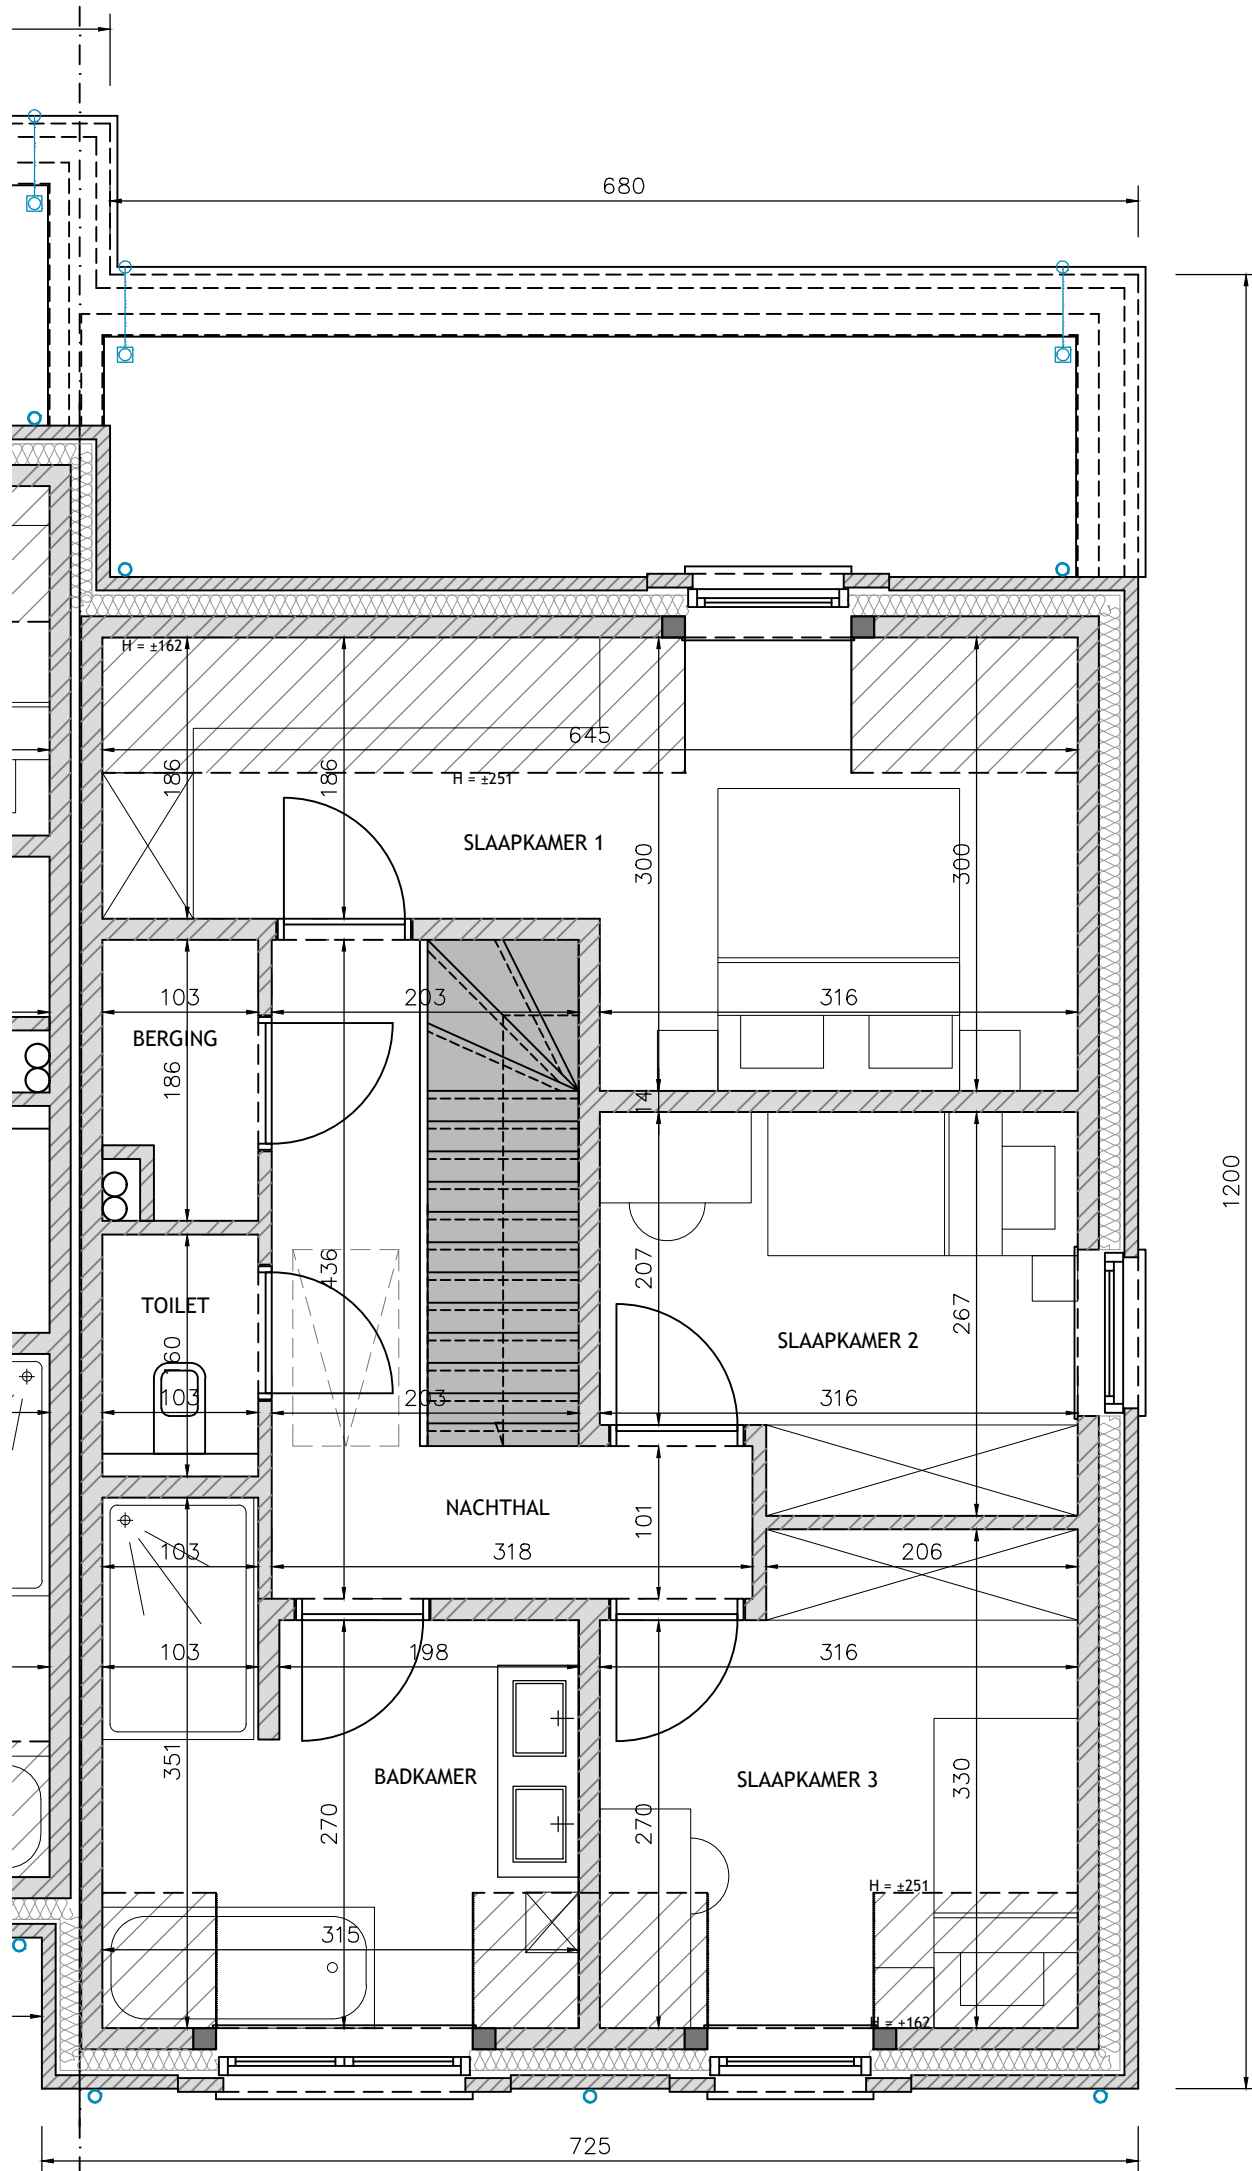 680
H = ±162
645
186
186
H = ±251
SLAAPKAMER 1
300
300
103
203
316
BERGING
186
14
1200
436
207
267
TOILET
160
SLAAPKAMER 2
103
203
316
NACHTHAL
101
103
318
206
103
198
316
351
BADKAMER
SLAAPKAMER 3
270
270
330
H = ±251
315
H = ±162
725